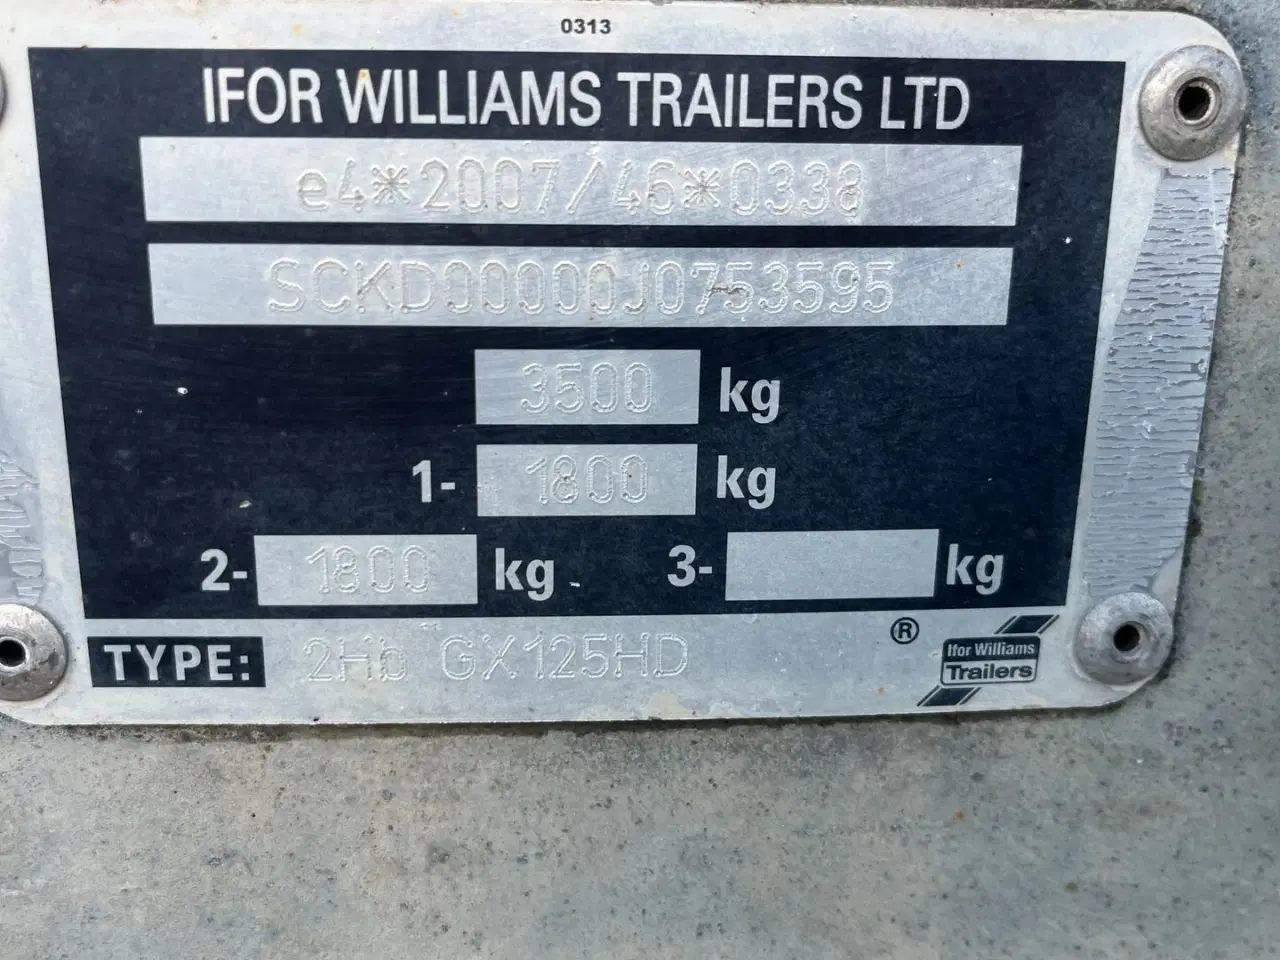 0313
IFOR WILLIAMS TRAILERS LTD
e4*2007/46*0338
SCKD00000J0753595
3500 kg
1- 1800 kg
2- 1800 kg 3- kg
TYPE: 2Hb GX125HD ®
Ifor Williams
Trailers